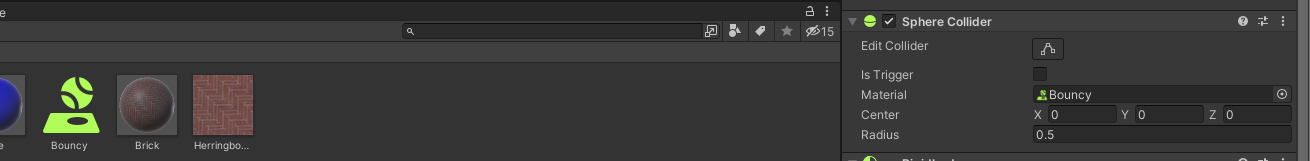 e
15
e
Bouncy
Brick
Herringbo...
Sphere Collider
Edit Collider
Is Trigger
Material
Bouncy
Center
X 0
Y 0
Z 0
Radius
0.5